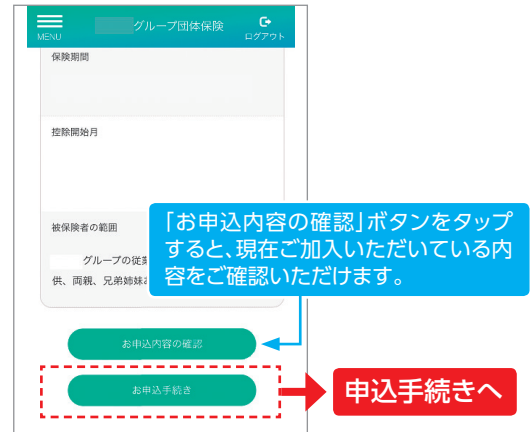 MENU
グループ団体保険
ログアウト
保険期間
控除開始月
被保険者の範囲
グループの従業
供、両親、兄弟姉妹
「お申込内容の確認」ボタンをタップ
すると、現在ご加入いただいている内
容をご確認いただけます。
お申込内容の確認
お申込手続き
申込手続きへ